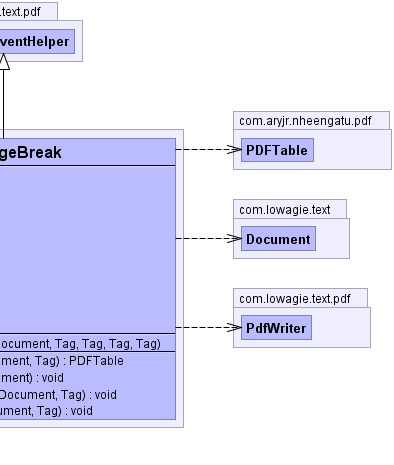 .text.pdf
ventHelper
geBreak
ocument, Tag, Tag, Tag, Tag)
ment, Tag) : PDFTable
ment) : void
Document, Tag) : void
ument, Tag) : void
com.aryjr.nheengatu.pdf
PDFTable
com.lowagie.text
Document
com.lowagie.text.pdf
PdfWriter